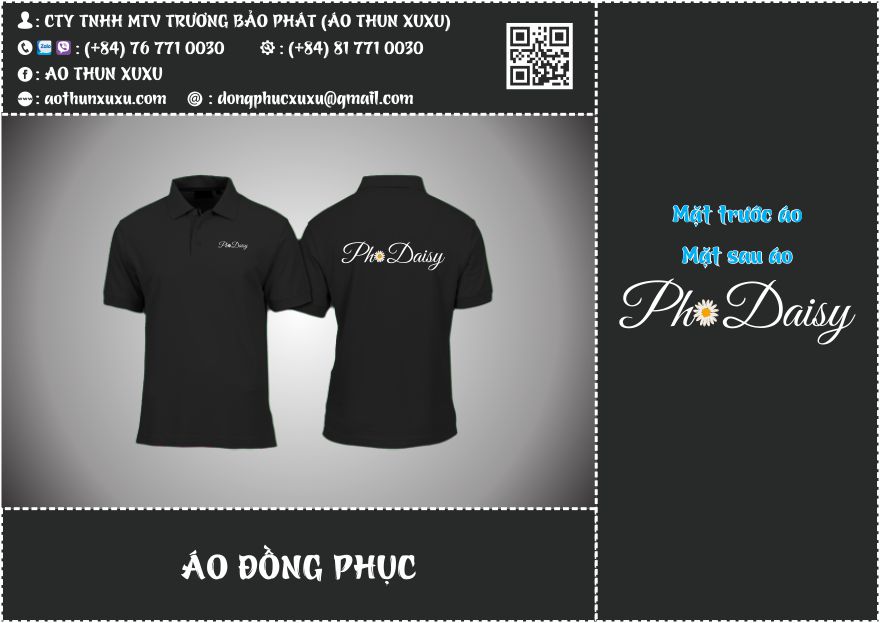 : CTY TNHH MTV TRƯƠNG BẢO PHÁT (ÁO THUN XUXU)
Zalo : (+84) 76 771 0030 : (+84) 81 771 0030
: AO THUN XUXU
www : aothunxuxu.com @ : dongphucxuxu@gmail.com
Pho Daisy
Pho Daisy
Mặt trước áo
Mặt sau áo
Pho Daisy
ÁO ĐỒNG PHỤC